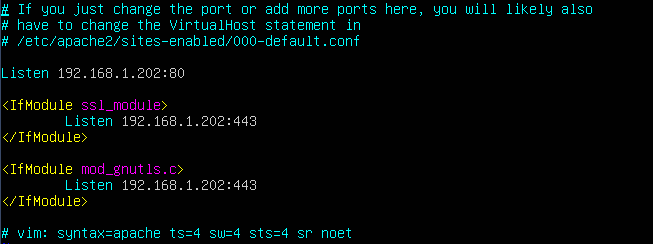 # If you just change the port or add more ports here, you will likely also
# have to change the VirtualHost statement in
# /etc/apache2/sites-enabled/000-default.conf
Listen 192.168.1.202:80
<IfModule ssl_module>
Listen 192.168.1.202:443
</IfModule>
<IfModule mod_gnutls.c>
Listen 192.168.1.202:443
</IfModule>
# vim: syntax=apache ts=4 sw=4 sts=4 sr noet